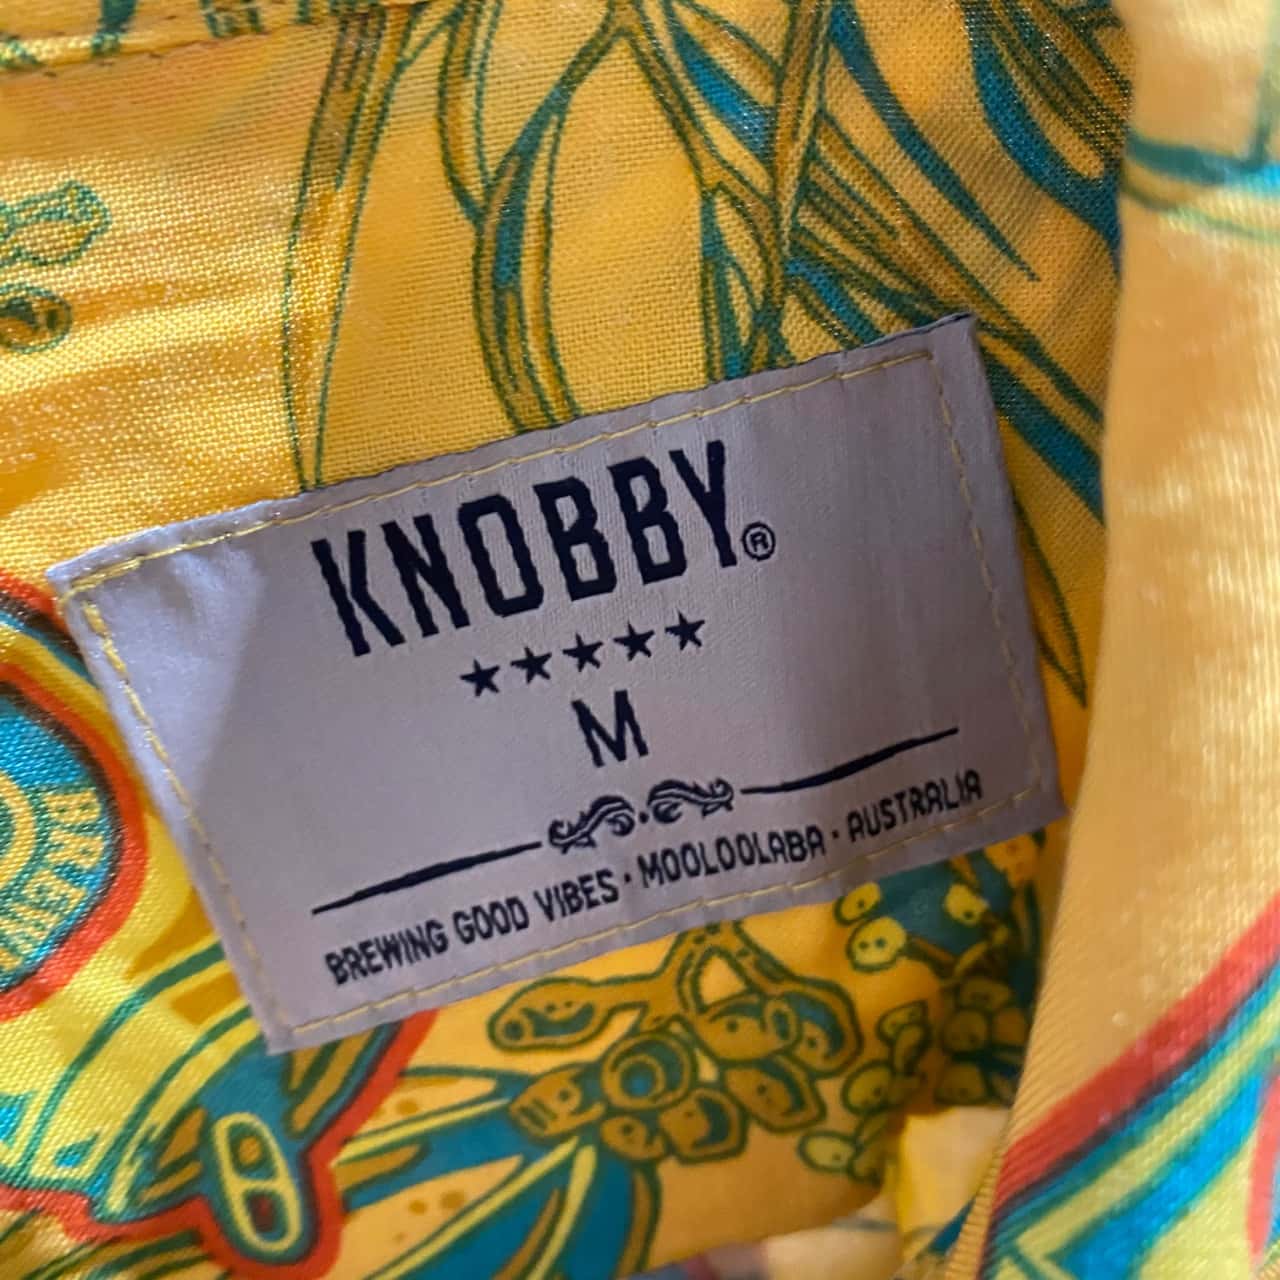 KNOBBY®
★★★★★
M
BREWING GOOD VIBES · MOOLOOLABA · AUSTRALIA